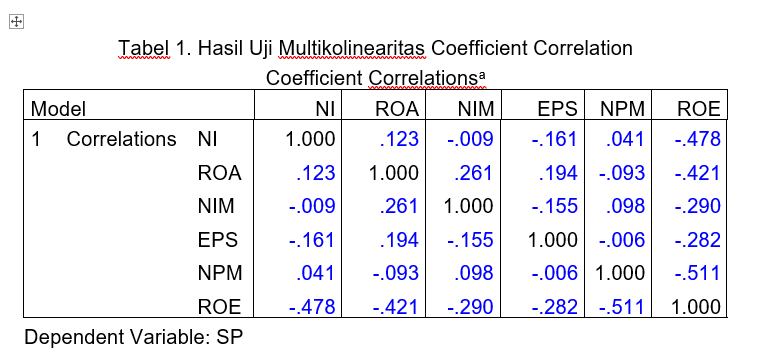 Tabel 1. Hasil Uji Multikolinearitas Coefficient Correlation
Coefficient Correlationsª
Model NI ROA NIM EPS NPM ROE
1 Correlations NI 1.000 .123 -.009 -.161 .041 -.478
ROA .123 1.000 .261 .194 -.093 -.421
NIM -.009 .261 1.000 -.155 .098 -.290
EPS -.161 .194 -.155 1.000 -.006 -.282
NPM .041 -.093 .098 -.006 1.000 -.511
ROE -.478 -.421 -.290 -.282 -.511 1.000
Dependent Variable: SP